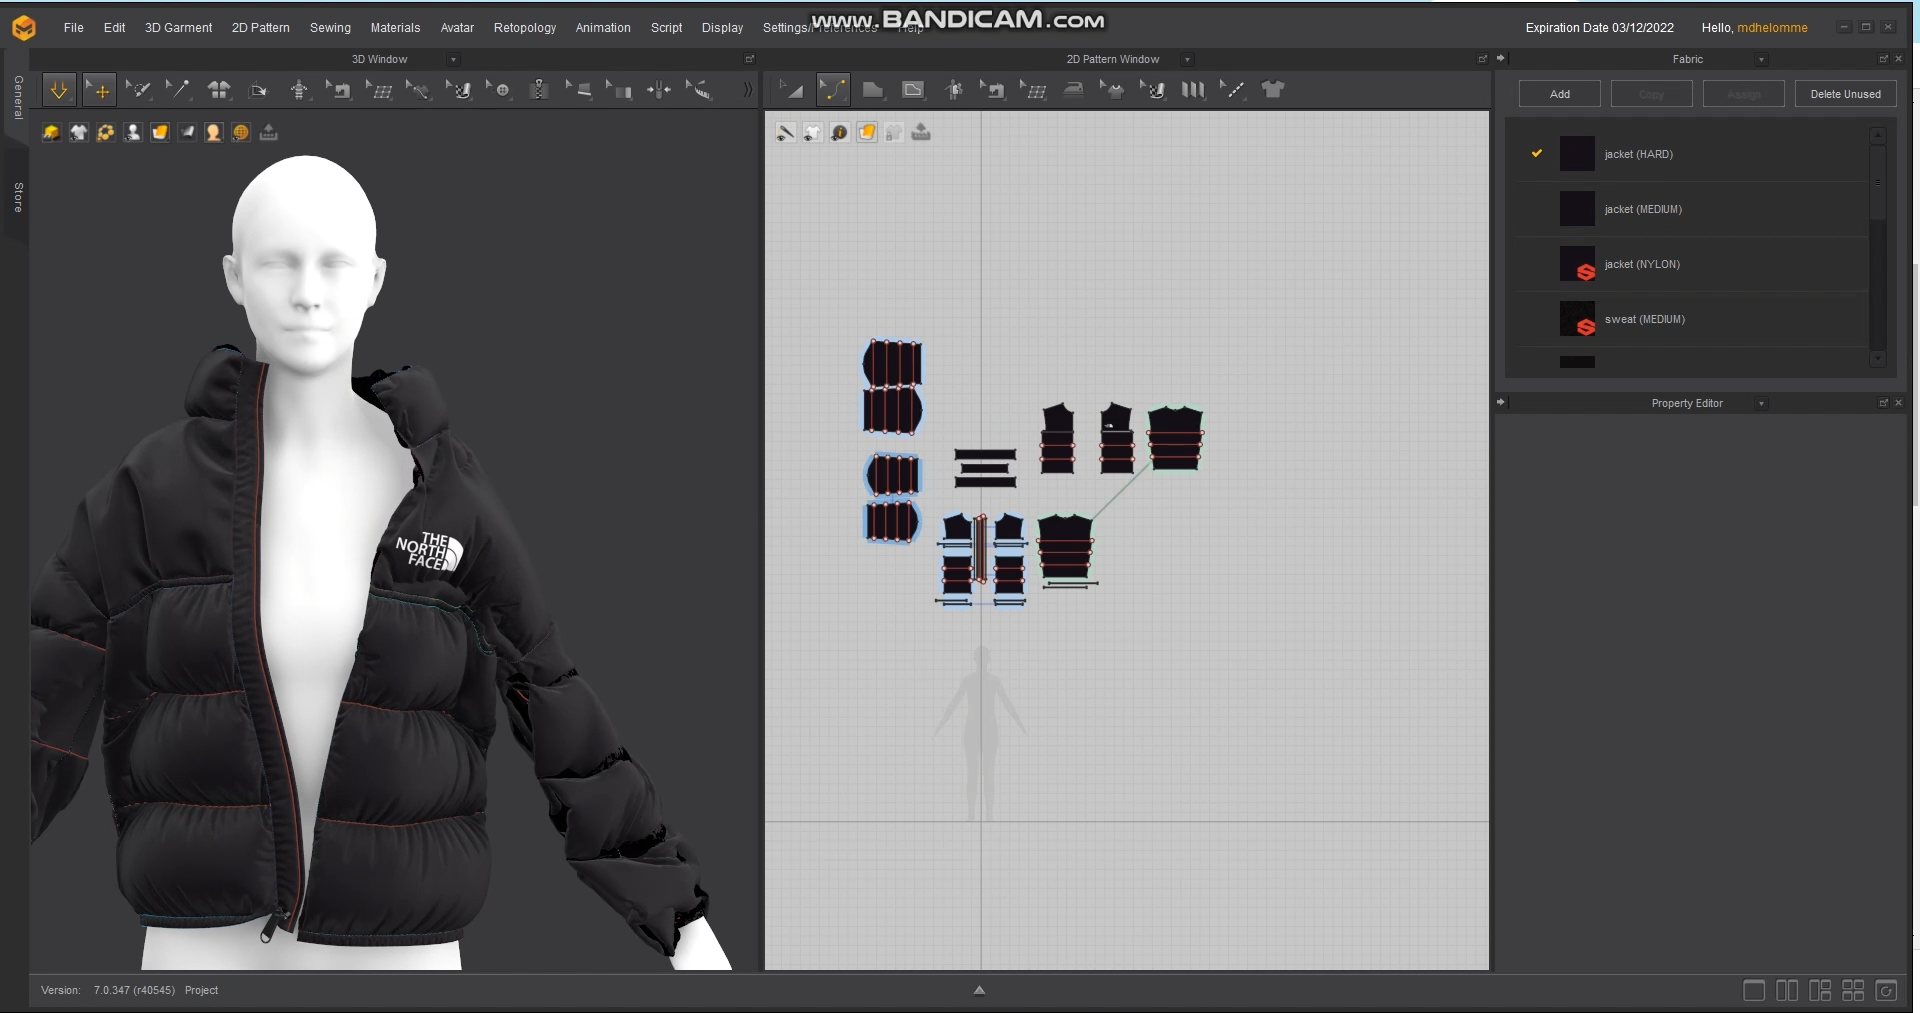 www.BANDICAM.com
File Edit 3D Garment 2D Pattern Sewing Materials Avatar Retopology Animation Script Display Settings/Preferences Help
Expiration Date 03/12/2022 Hello, mdhelomme
General
Store
3D Window
2D Pattern Window
Fabric
Add Copy Assign Delete Unused
jacket (HARD)
jacket (MEDIUM)
jacket (NYLON)
sweat (MEDIUM)
Property Editor
THE
NORTH
FACE
Version: 7.0.347 (r40545) Project